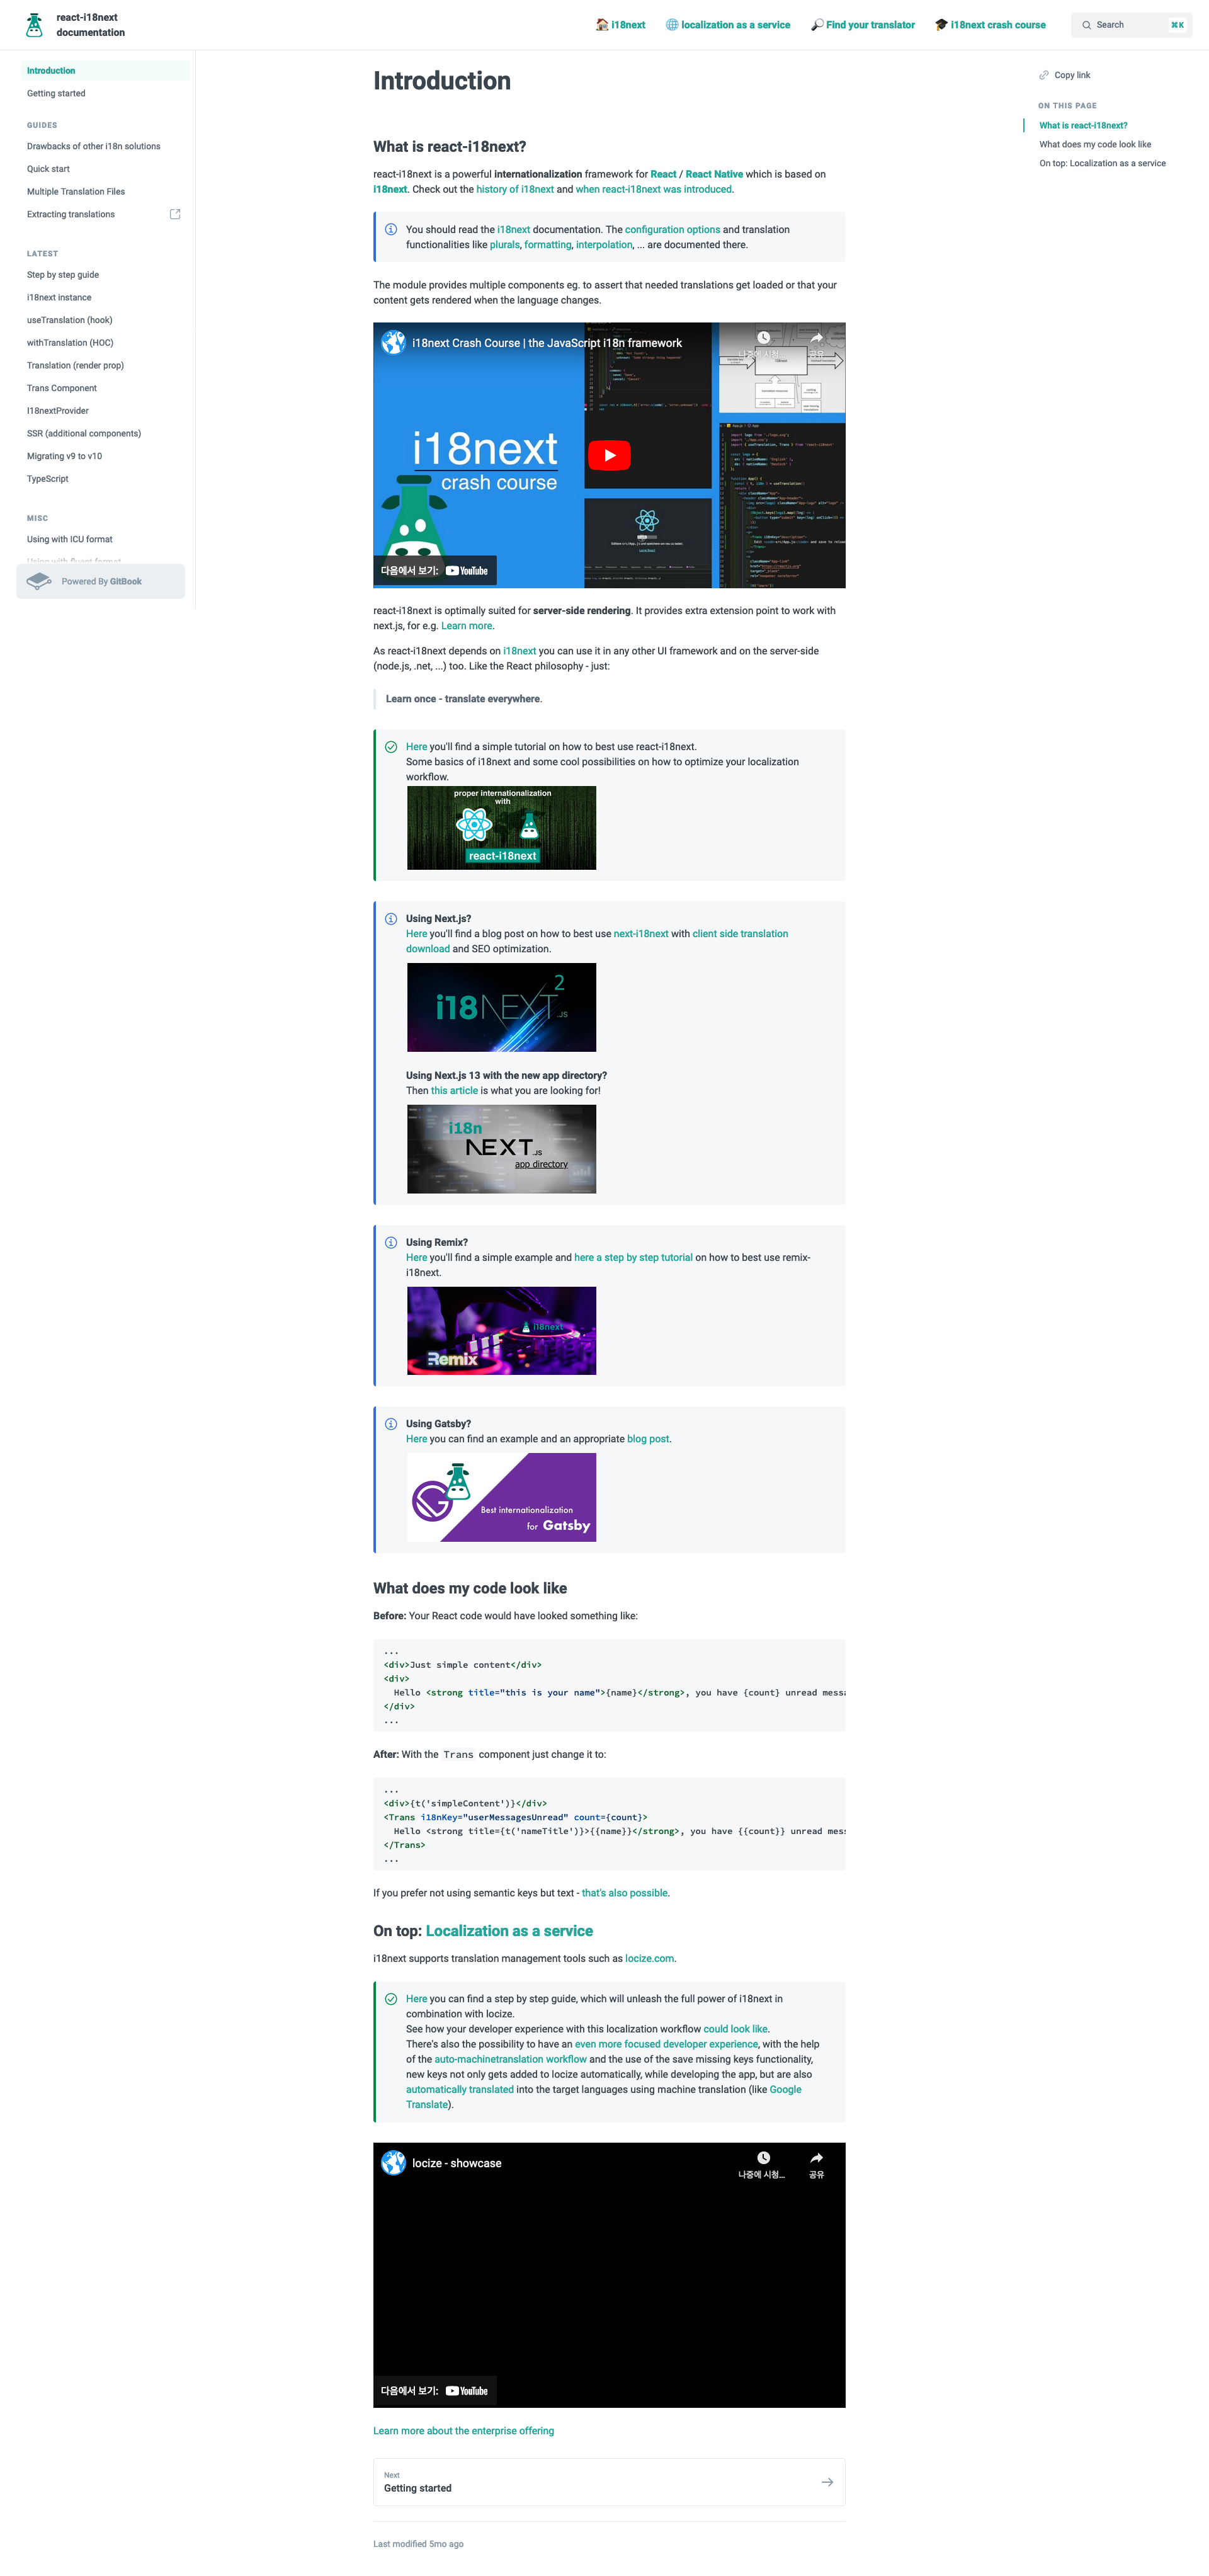 react-i18next
documentation
i18next
localization as a service
Find your translator
i18next crash course
Search
⌘K
Introduction
Getting started
GUIDES
Drawbacks of other i18n solutions
Quick start
Multiple Translation Files
Extracting translations
LATEST
Step by step guide
i18next instance
useTranslation (hook)
withTranslation (HOC)
Translation (render prop)
Trans Component
I18nextProvider
SSR (additional components)
Migrating v9 to v10
TypeScript
MISC
Using with ICU format
Using with fluent format
Powered By GitBook
Introduction
What is react-i18next?
react-i18next is a powerful internationalization framework for React / React Native which is based on
i18next. Check out the history of i18next and when react-i18next was introduced.
You should read the i18next documentation. The configuration options and translation
functionalities like plurals, formatting, interpolation, ... are documented there.
The module provides multiple components eg. to assert that needed translations get loaded or that your
content gets rendered when the language changes.
i18next Crash Course | the JavaScript i18n framework
나중에 시청...
공유
i18next
crash course
다음에서 보기: YouTube
react-i18next is optimally suited for server-side rendering. It provides extra extension point to work with
next.js, for e.g. Learn more.
As react-i18next depends on i18next you can use it in any other UI framework and on the server-side
(node.js, .net, ...) too. Like the React philosophy - just:
Learn once - translate everywhere.
Here you'll find a simple tutorial on how to best use react-i18next.
Some basics of i18next and some cool possibilities on how to optimize your localization
workflow.
proper internationalization
with
react-i18next
Using Next.js?
Here you'll find a blog post on how to best use next-i18next with client side translation
download and SEO optimization.
i18NEXT.JS 2
Using Next.js 13 with the new app directory?
Then this article is what you are looking for!
i18n
NEXT.JS
app directory
Using Remix?
Here you'll find a simple example and here a step by step tutorial on how to best use remix-
i18next.
i18next
Remix
Using Gatsby?
Here you can find an example and an appropriate blog post.
Best internationalization
for Gatsby
What does my code look like
Before: Your React code would have looked something like:
...
<div>Just simple content</div>
<div>
  Hello <strong title="this is your name">{name}</strong>, you have {count} unread messa
</div>
...
After: With the Trans component just change it to:
...
<div>{t('simpleContent')}</div>
<Trans i18nKey="userMessagesUnread" count={count}>
  Hello <strong title={t('nameTitle')}>{{name}}</strong>, you have {{count}} unread mess
</Trans>
...
If you prefer not using semantic keys but text - that's also possible.
On top: Localization as a service
i18next supports translation management tools such as locize.com.
Here you can find a step by step guide, which will unleash the full power of i18next in
combination with locize.
See how your developer experience with this localization workflow could look like.
There's also the possibility to have an even more focused developer experience, with the help
of the auto-machinetranslation workflow and the use of the save missing keys functionality,
new keys not only gets added to locize automatically, while developing the app, but are also
automatically translated into the target languages using machine translation (like Google
Translate).
locize - showcase
나중에 시청...
공유
다음에서 보기: YouTube
Learn more about the enterprise offering
Next
Getting started
Last modified 5mo ago
Copy link
ON THIS PAGE
What is react-i18next?
What does my code look like
On top: Localization as a service